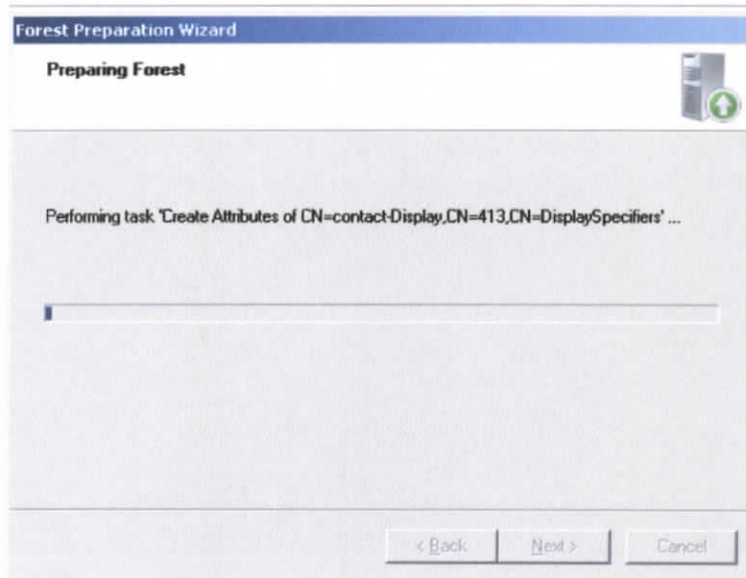 Forest Preparation Wizard
Preparing Forest
Performing task 'Create Attributes of CN=contact-Display,CN=413,CN=DisplaySpecifiers' ...
< Back
Next >
Cancel